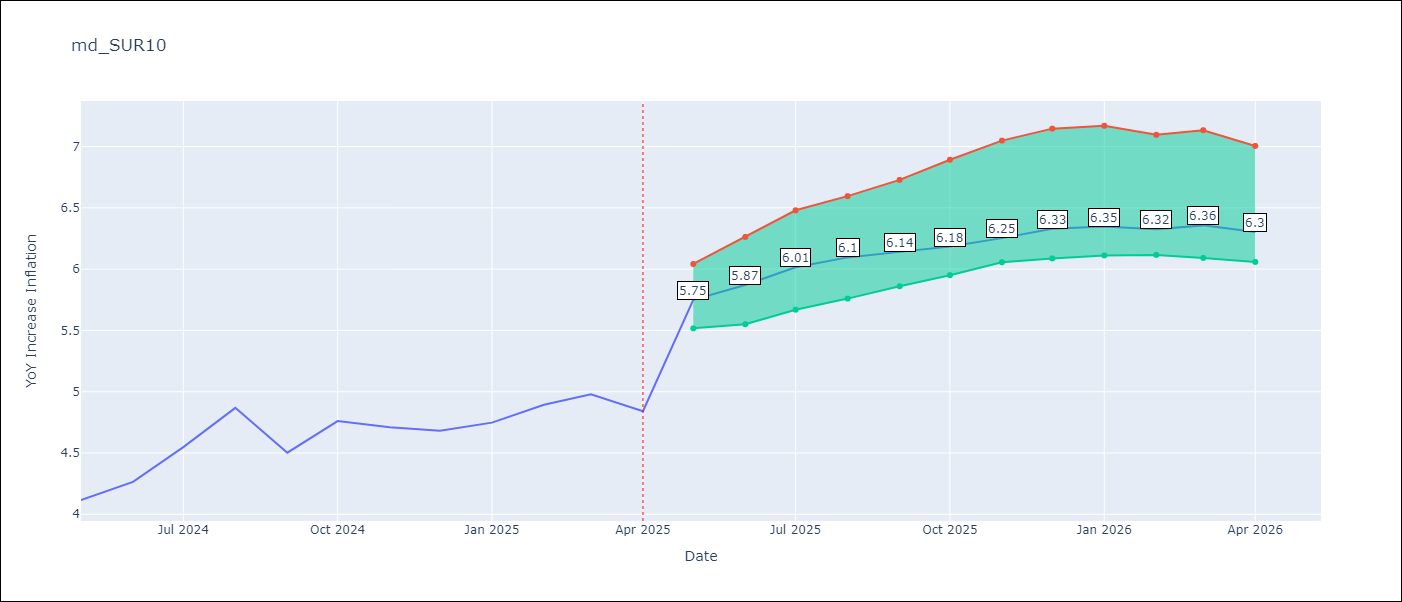 md_SUR10
YoY Increase Inflation
7
6.5
6
5.5
5
4.5
4
5.75
5.87
6.01
6.1
6.14
6.18
6.25
6.33
6.35
6.32
6.36
6.3
Jul 2024
Oct 2024
Jan 2025
Apr 2025
Jul 2025
Oct 2025
Jan 2026
Apr 2026
Date